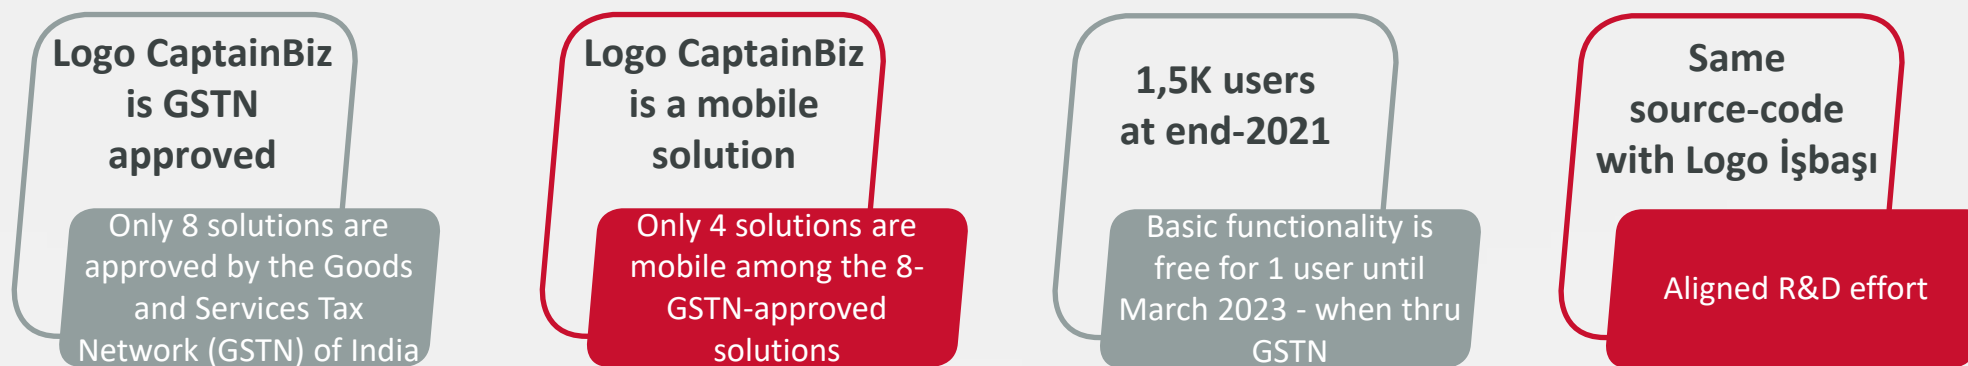 Logo CaptainBiz
is GSTN
approved
Only 8 solutions are
approved by the Goods
and Services Tax
Network (GSTN) of India
Logo CaptainBiz
is a mobile
solution
Only 4 solutions are
mobile among the 8-
GSTN-approved
solutions
1,5K users
at end-2021
Basic functionality is
free for 1 user until
March 2023 - when thru
GSTN
Same
source-code
with Logo İşbaşı
Aligned R&D effort